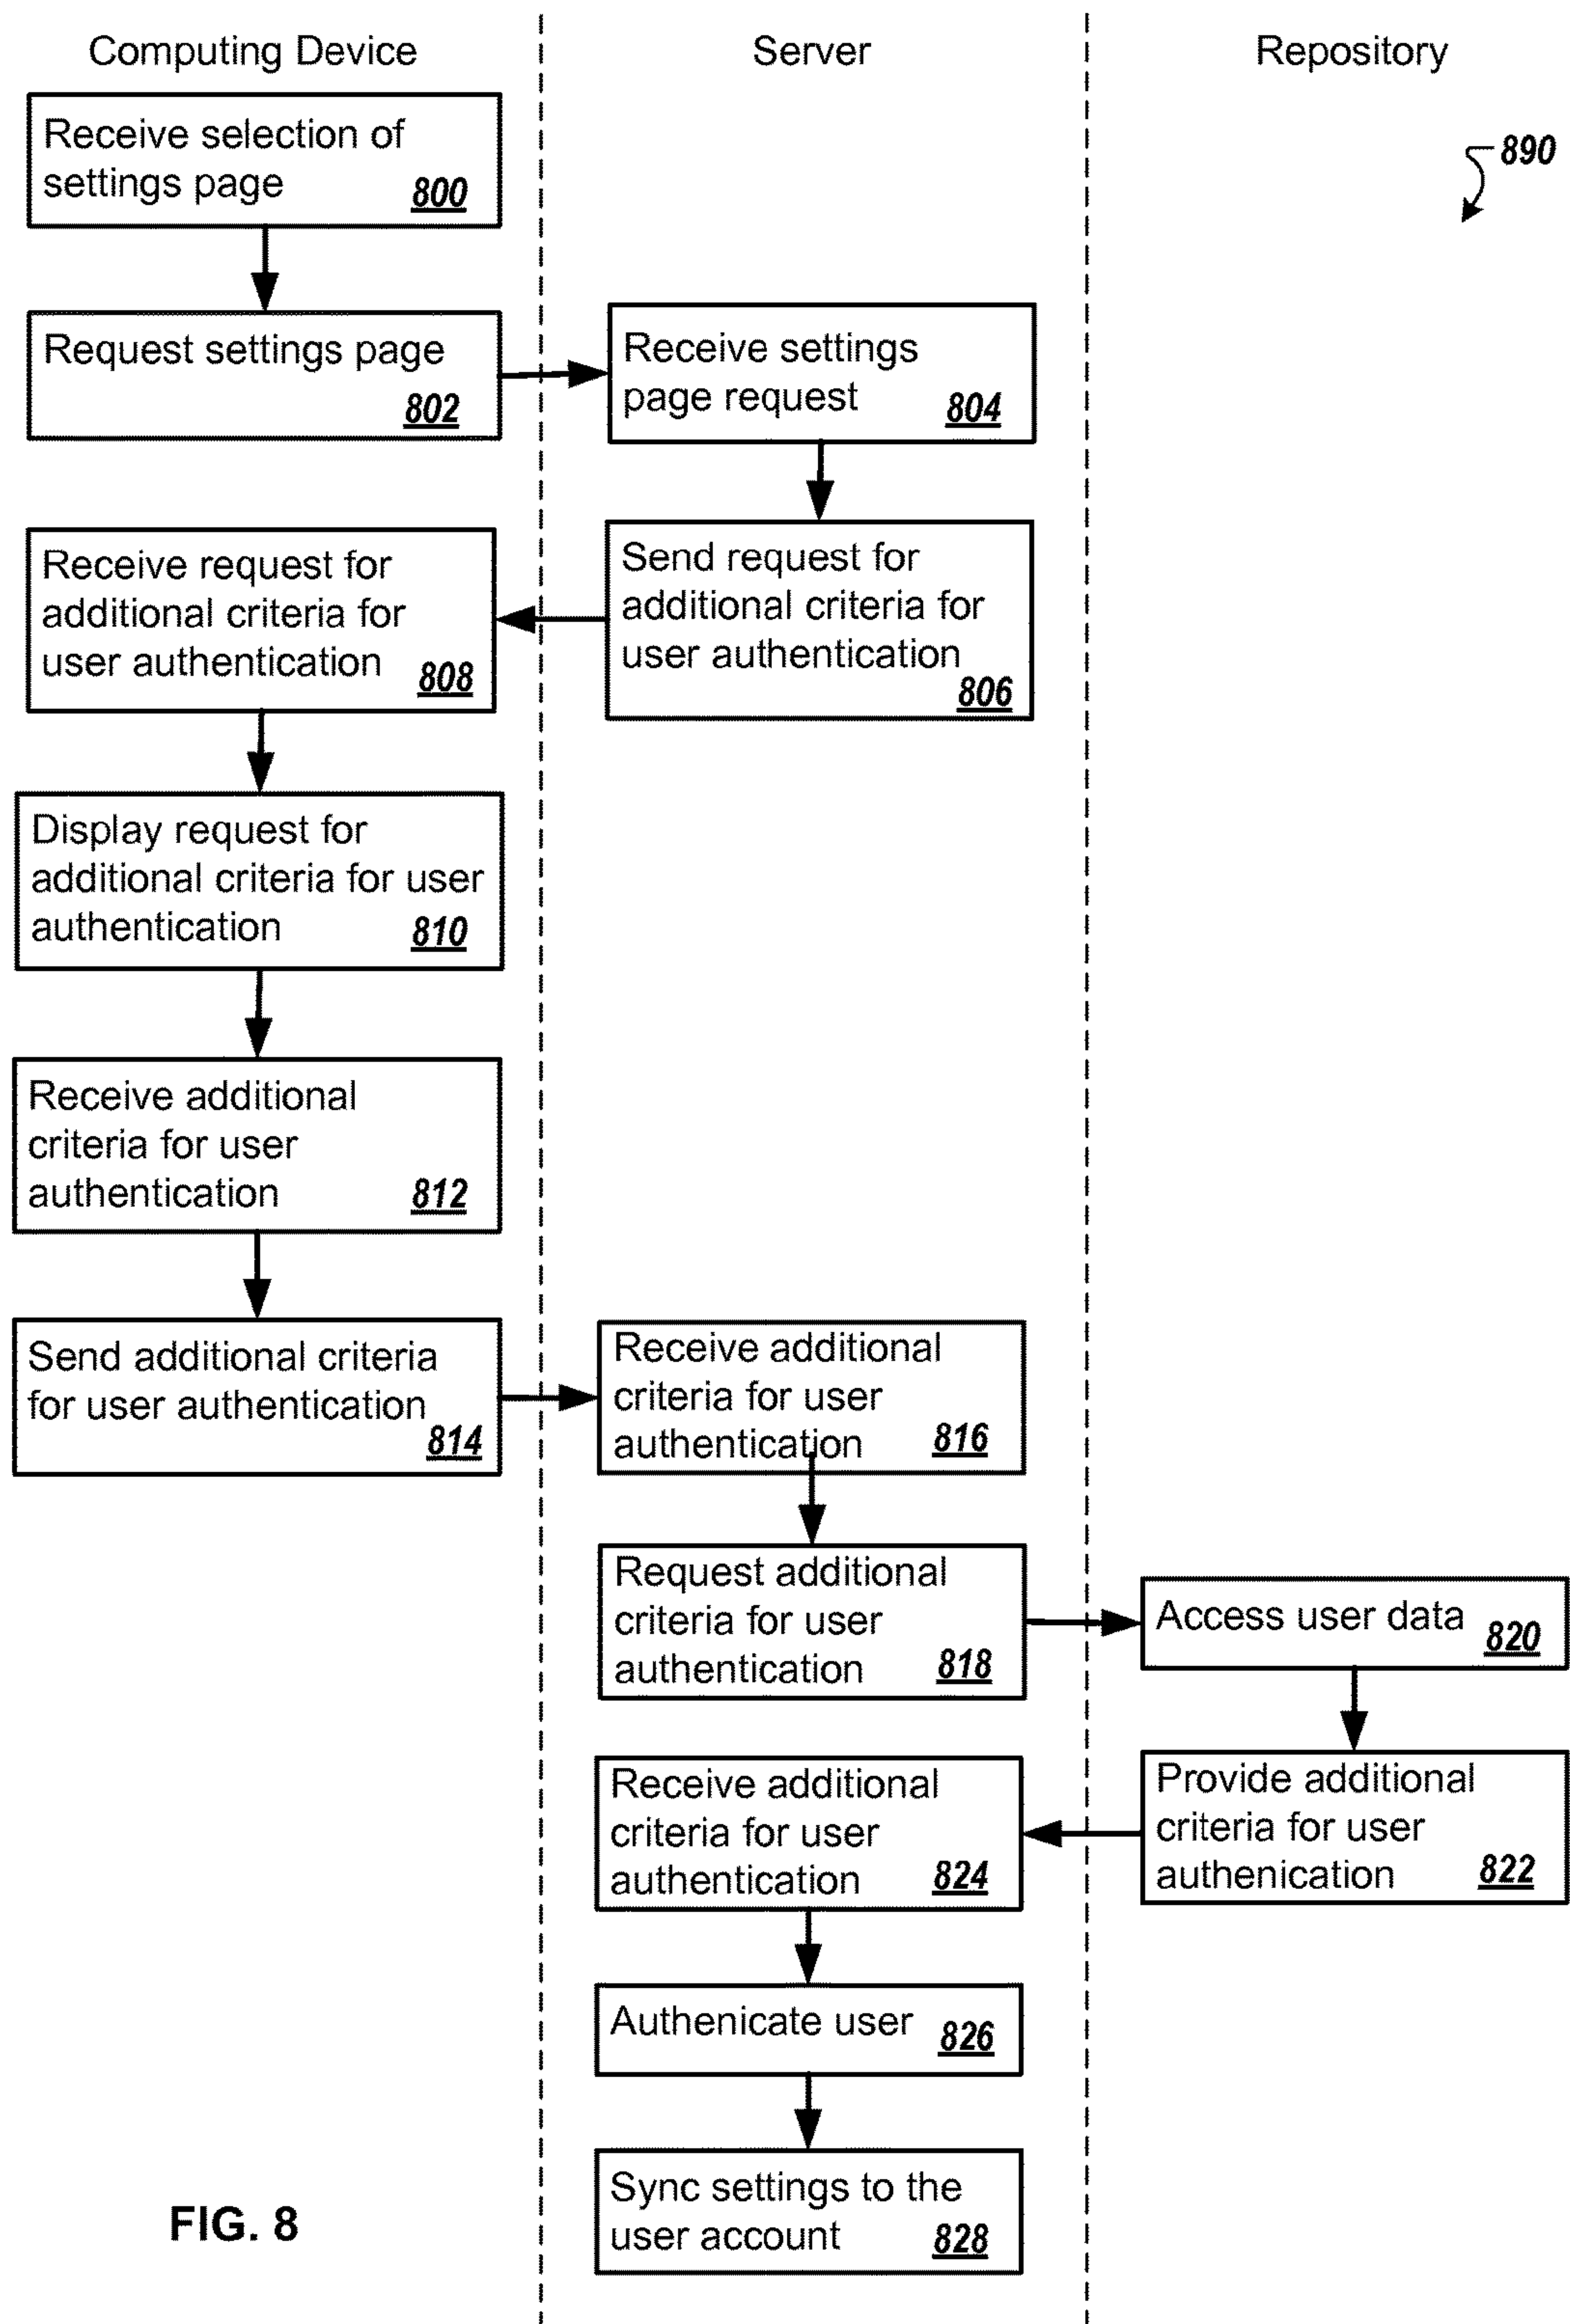 Computing Device
Server
Repository
890
Receive selection of
settings page
800
Request settings page
802
Receive settings
page request
804
Send request for
additional criteria for
user authentication
806
Receive request for
additional criteria for
user authentication
808
Display request for
additional criteria for user
authentication
810
Receive additional
criteria for user
authentication
812
Send additional criteria
for user authentication
814
Receive additional
criteria for user
authentication
816
Request additional
criteria for user
authentication
818
Access user data
820
Provide additional
criteria for user
authenication
822
Receive additional
criteria for user
authentication
824
Authenicate user
826
Sync settings to the
user account
828
FIG. 8